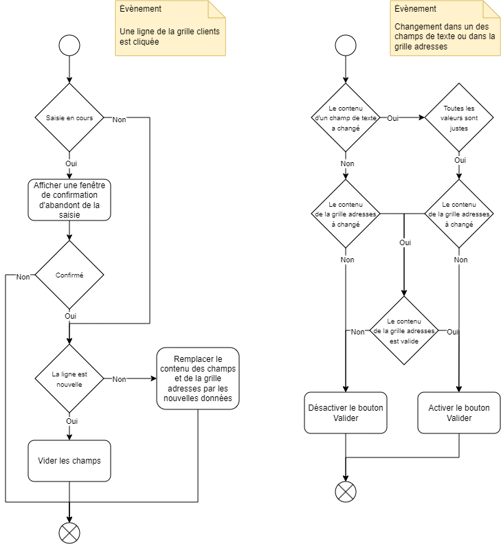 Évènement
Une ligne de la grille clients
est cliquée
Saisie en cours
Non
Oui
Afficher une fenêtre
de confirmation
d'abandont de la
saisie
Confirmé
Non
Oui
La ligne est
nouvelle
Non
Remplacer le
contenu des champs
et de la grille
adresses par les
nouvelles données
Oui
Vider les champs
Évènement
Changement dans un des
champs de texte ou dans la
grille adresses
Le contenu
d'un champ de texte
a changé
Oui
Toutes les
valeurs sont
justes
Non
Oui
Le contenu
de la grille adresses
à changé
Le contenu
de la grille adresses
à changé
Oui
Non
Non
Le contenu
de la grille adresses
est valide
Non
Oui
Désactiver le bouton
Valider
Activer le bouton
Valider